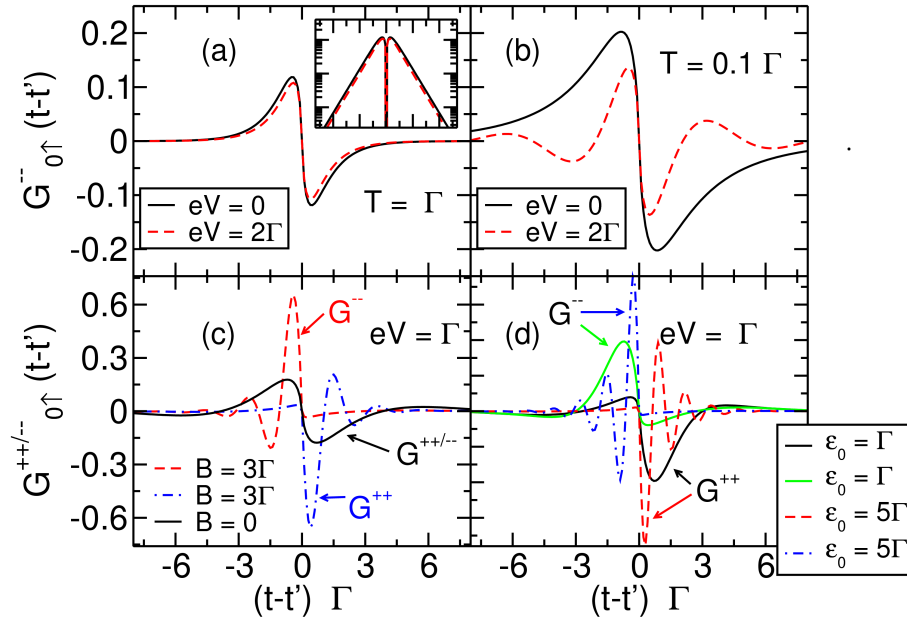 0.2
0.1
0
-0.1
-0.2
G⁻⁻₀↑ (t-t')
(a)
eV = 0
eV = 2Γ
T = Γ
(b)
T = 0.1 Γ
eV = 0
eV = 2Γ
0.6
0.3
0
-0.3
-0.6
G⁺⁺/⁻⁻₀↑ (t-t')
(c)
G⁻⁻
eV = Γ
G⁺⁺/⁻⁻
G⁺⁺
B = 3Γ
B = 3Γ
B = 0
(d)
G⁻⁻
eV = Γ
G⁺⁺
ε₀ = Γ
ε₀ = Γ
ε₀ = 5Γ
ε₀ = 5Γ
-6 -3 0 3 6
-6 -3 0 3 6
(t-t') Γ
(t-t') Γ